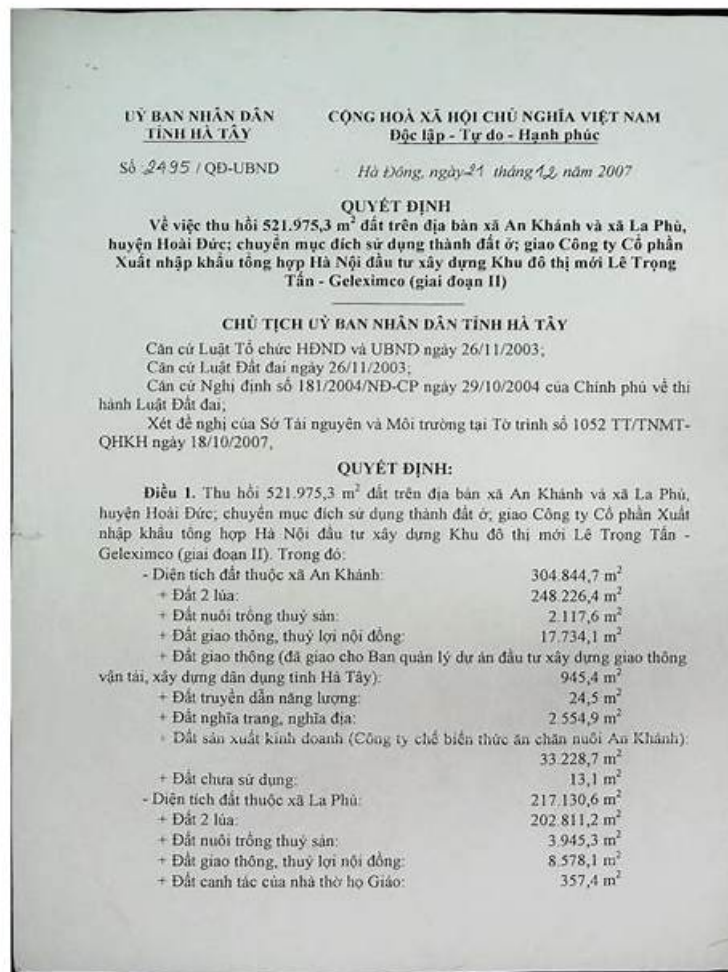 UỶ BAN NHÂN DÂN
TỈNH HÀ TÂY
CỘNG HOÀ XÃ HỘI CHỦ NGHĨA VIỆT NAM
Độc lập - Tự do - Hạnh phúc
Số 2495 / QĐ-UBND
Hà Đông, ngày 21 tháng 12 năm 2007
QUYẾT ĐỊNH
Về việc thu hồi 521.975,3 m² đất trên địa bàn xã An Khánh và xã La Phù,
huyện Hoài Đức; chuyển mục đích sử dụng thành đất ở; giao Công ty Cổ phần
Xuất nhập khẩu tổng hợp Hà Nội đầu tư xây dựng Khu đô thị mới Lê Trọng
Tấn - Geleximco (giai đoạn II)
CHỦ TỊCH UỶ BAN NHÂN DÂN TỈNH HÀ TÂY
Căn cứ Luật Tổ chức HĐND và UBND ngày 26/11/2003;
Căn cứ Luật Đất đai ngày 26/11/2003;
Căn cứ Nghị định số 181/2004/NĐ-CP ngày 29/10/2004 của Chính phủ về thi
hành Luật Đất đai;
Xét đề nghị của Sở Tài nguyên và Môi trường tại Tờ trình số 1052 TT/TNMT-
QHKH ngày 18/10/2007,
QUYẾT ĐỊNH:
Điều 1. Thu hồi 521.975,3 m² đất trên địa bàn xã An Khánh và xã La Phù,
huyện Hoài Đức; chuyển mục đích sử dụng thành đất ở; giao Công ty Cổ phần Xuất
nhập khẩu tổng hợp Hà Nội đầu tư xây dựng Khu đô thị mới Lê Trọng Tấn -
Geleximco (giai đoạn II). Trong đó:
- Diện tích đất thuộc xã An Khánh: 304.844,7 m²
+ Đất 2 lúa: 248.226,4 m²
+ Đất nuôi trồng thuỷ sản: 2.117,6 m²
+ Đất giao thông, thuỷ lợi nội đồng: 17.734,1 m²
+ Đất giao thông (đã giao cho Ban quản lý dự án đầu tư xây dựng giao thông
vận tải, xây dựng dân dụng tỉnh Hà Tây): 945,4 m²
+ Đất truyền dẫn năng lượng: 24,5 m²
+ Đất nghĩa trang, nghĩa địa: 2.554,9 m²
+ Đất sản xuất kinh doanh (Công ty chế biến thức ăn chăn nuôi An Khánh):
33.228,7 m²
+ Đất chưa sử dụng: 13,1 m²
- Diện tích đất thuộc xã La Phù: 217.130,6 m²
+ Đất 2 lúa: 202.811,2 m²
+ Đất nuôi trồng thuỷ sản: 3.945,3 m²
+ Đất giao thông, thuỷ lợi nội đồng: 8.578,1 m²
+ Đất canh tác của nhà thờ họ Giáo: 357,4 m²